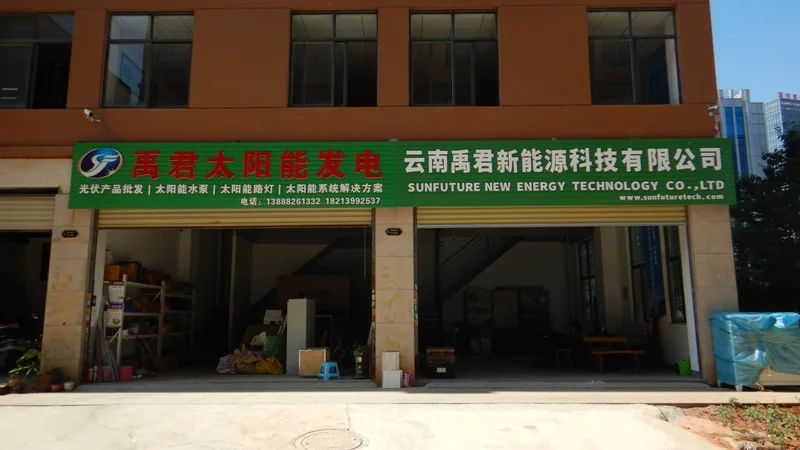 禹君太阳能发电
光伏产品批发 | 太阳能水泵 | 太阳能路灯 | 太阳能系统解决方案
电话：13888261332 18213992537
云南禹君新能源科技有限公司
SUNFUTURE NEW ENERGY TECHNOLOGY CO.,LTD
www.sunfuturetech.com